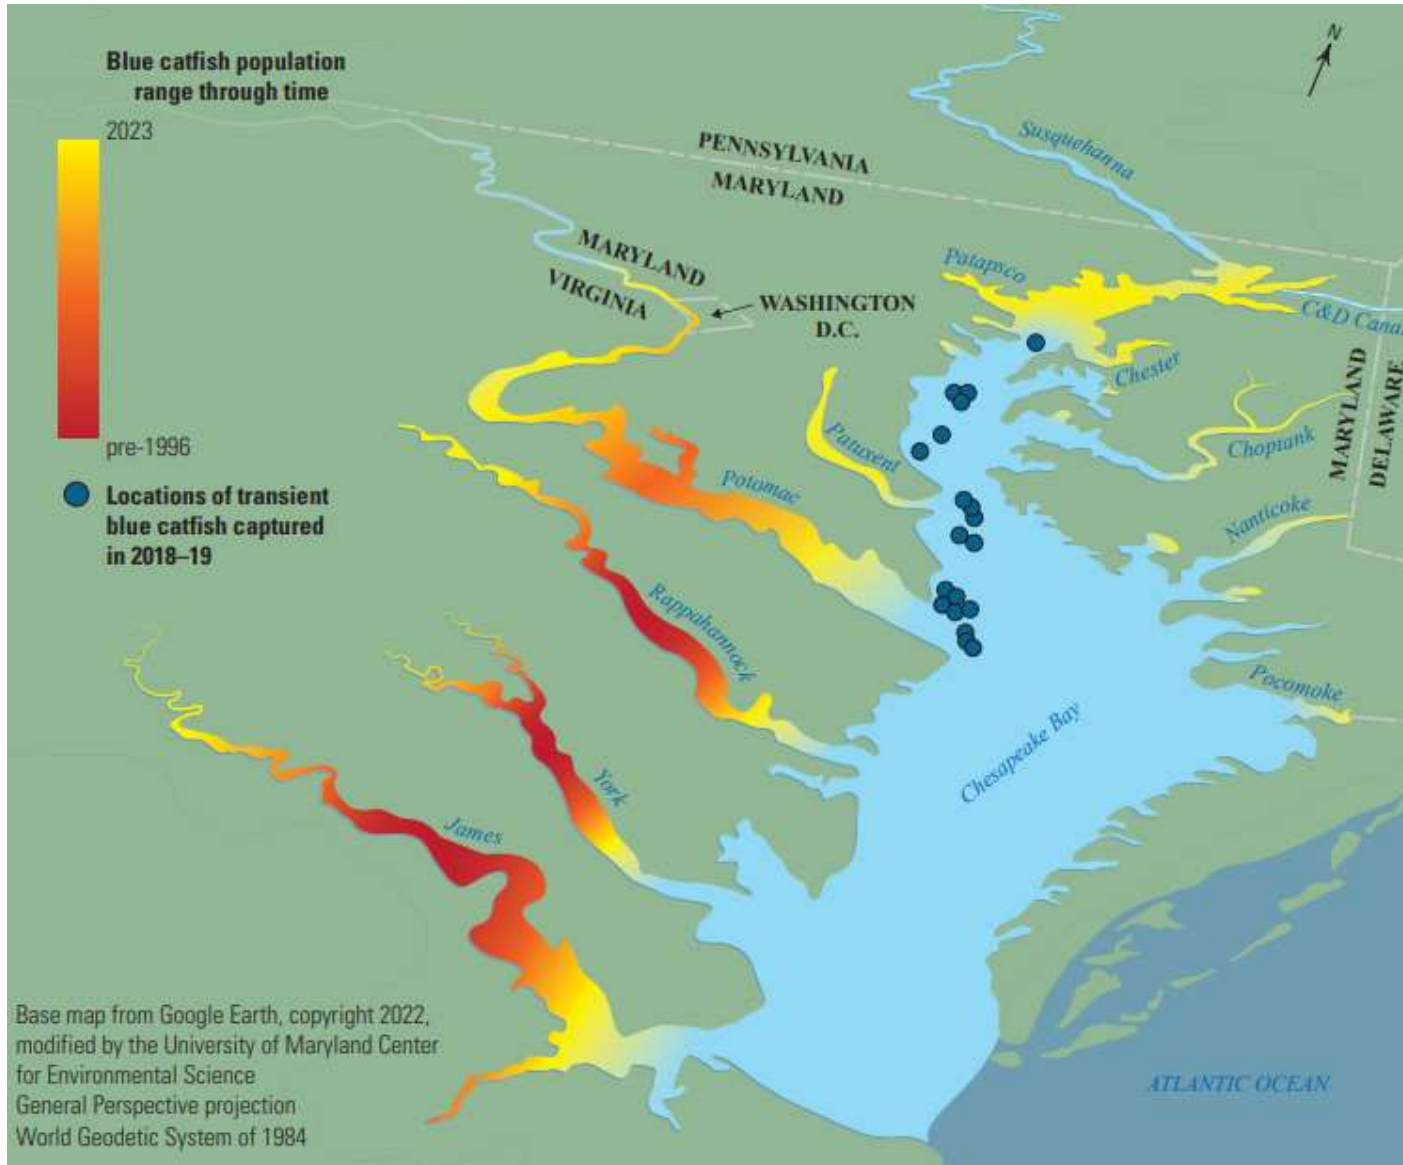 Blue catfish population
range through time
2023
pre-1996
Locations of transient
blue catfish captured
in 2018–19
N
Susquehanna
PENNSYLVANIA
MARYLAND
MARYLAND
VIRGINIA
WASHINGTON
D.C.
Patapsco
C&D Canal
Chester
MARYLAND
DELAWARE
Choptank
Patuxent
Potomac
Nanticoke
Rappahannock
Pocomoke
Chesapeake Bay
York
James
ATLANTIC OCEAN
Base map from Google Earth, copyright 2022,
modified by the University of Maryland Center
for Environmental Science
General Perspective projection
World Geodetic System of 1984